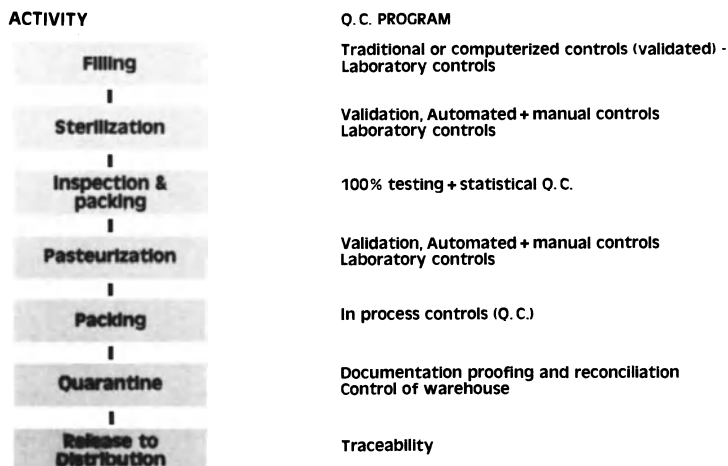 ACTIVITY
Q.C. PROGRAM
Filling
Traditional or computerized controls (validated) -
Laboratory controls
Sterilization
Validation, Automated + manual controls
Laboratory controls
Inspection &
packing
100% testing + statistical Q.C.
Pasteurization
Validation, Automated + manual controls
Laboratory controls
Packing
In process controls (Q.C.)
Quarantine
Documentation proofing and reconciliation
Control of warehouse
Release to
Distribution
Traceability